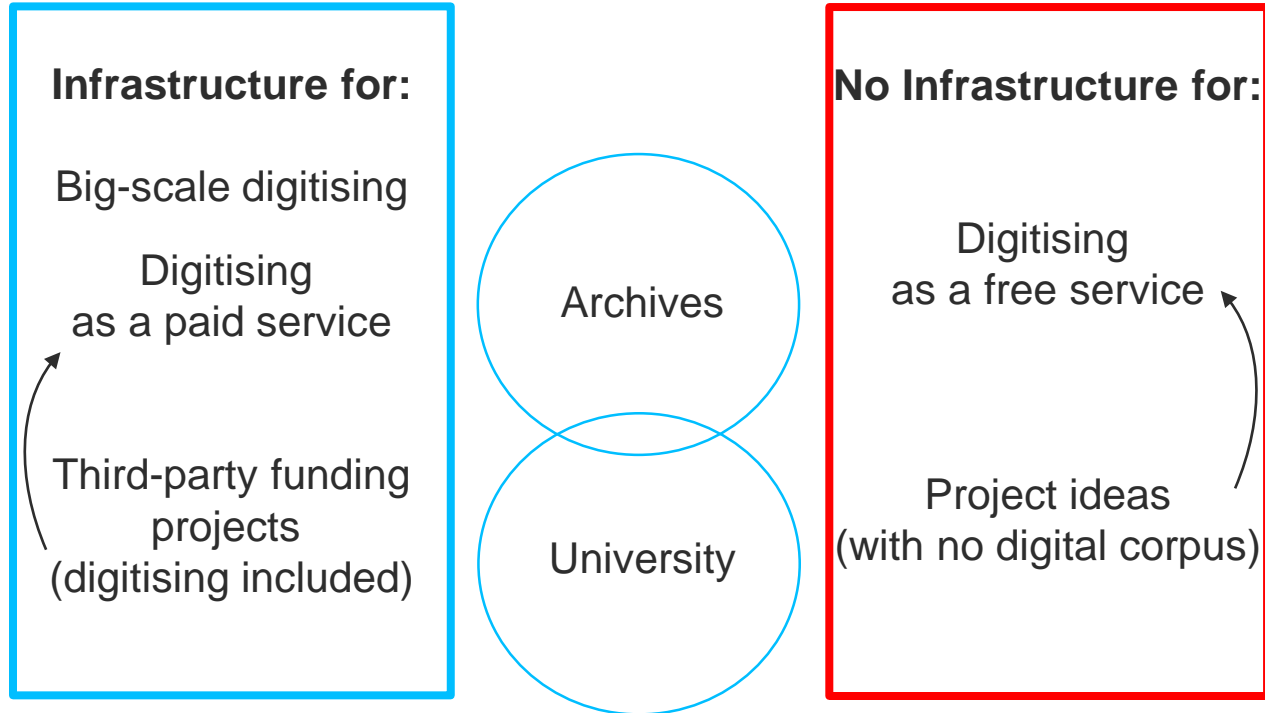 Infrastructure for:
Big-scale digitising
Digitising
as a paid service
Third-party funding
projects
(digitising included)
Archives
University
No Infrastructure for:
Digitising
as a free service
Project ideas
(with no digital corpus)